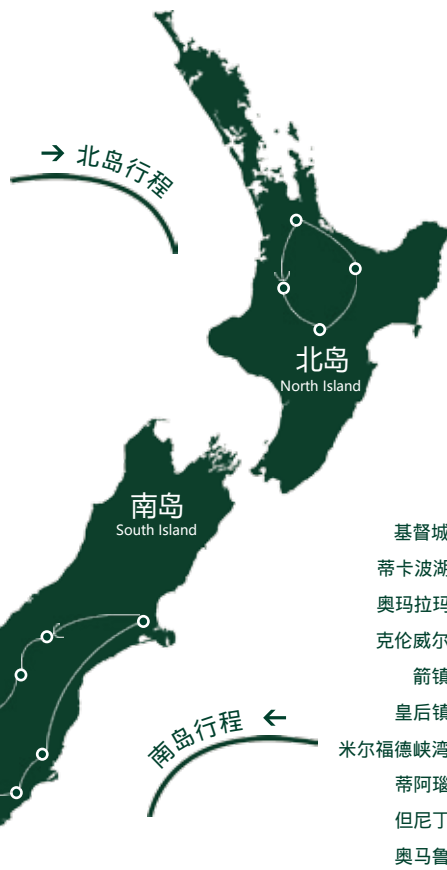 → 北岛行程
北岛
North Island
南岛
South Island
南岛行程 ←
基督城
蒂卡波湖
奥玛拉玛
克伦威尔
箭镇
皇后镇
米尔福德峡湾
蒂阿瑙
但尼丁
奥马鲁